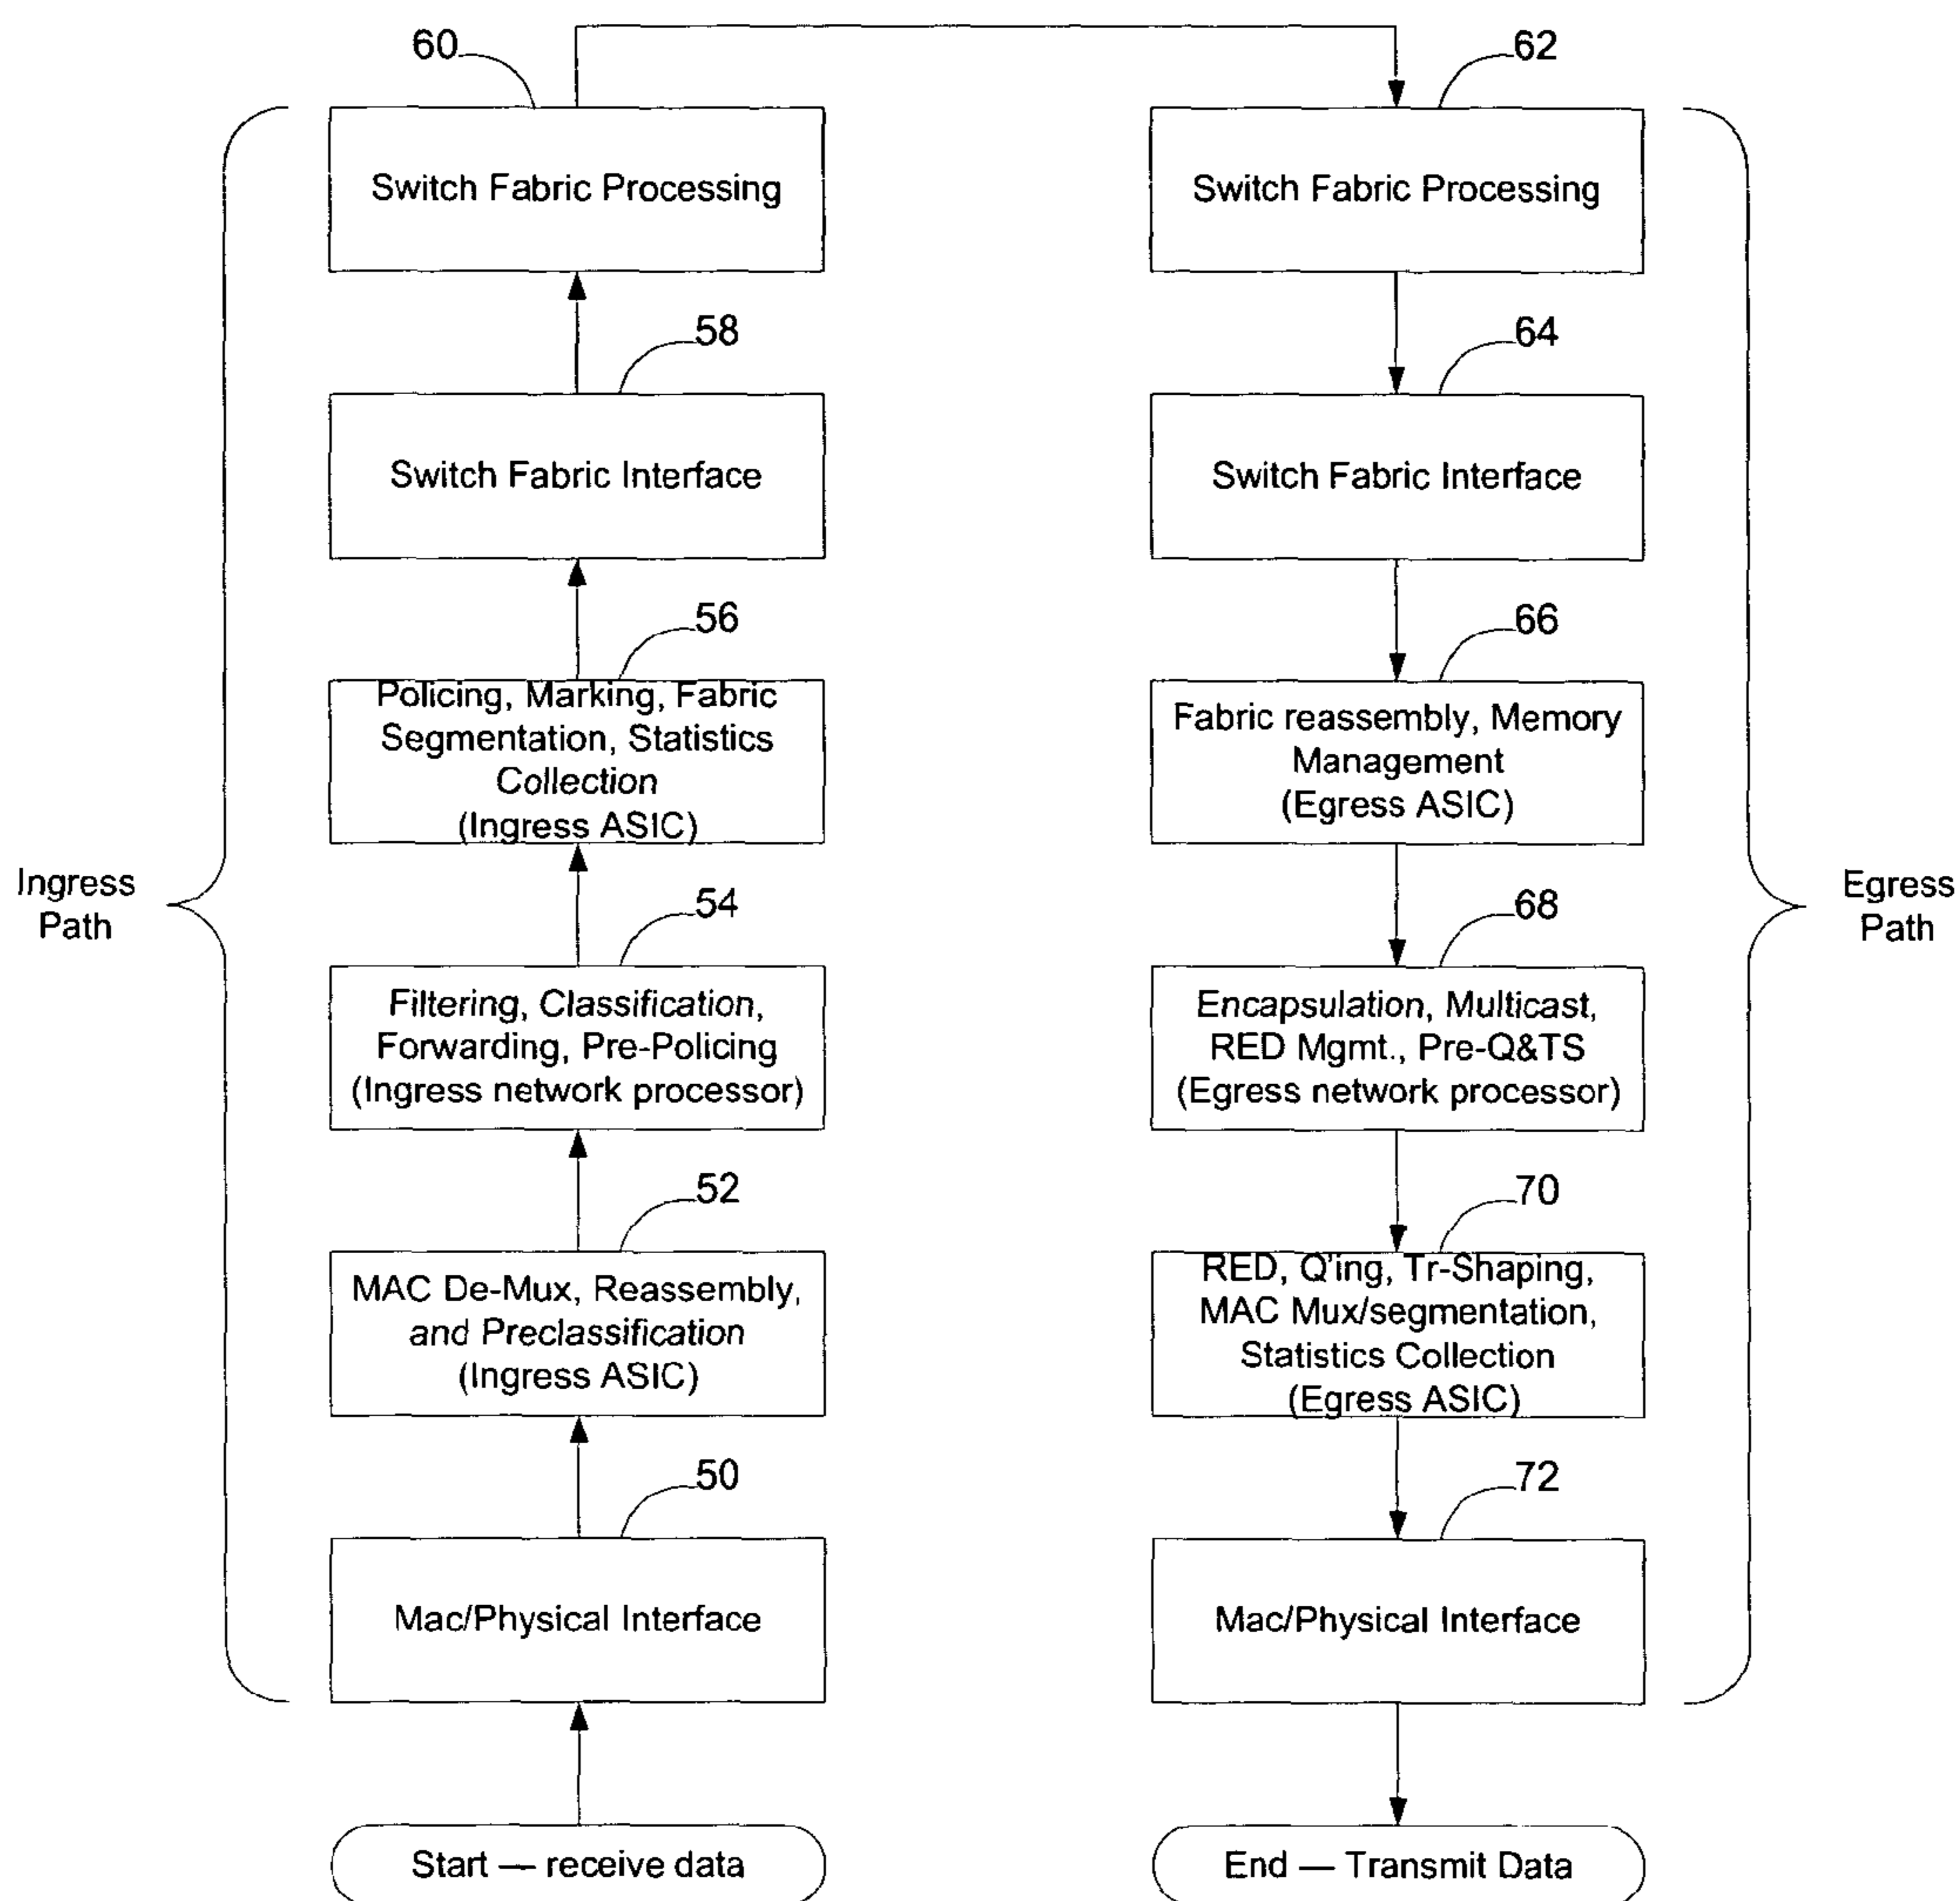 60
62
Switch Fabric Processing
Switch Fabric Processing
58
64
Switch Fabric Interface
Switch Fabric Interface
56
66
Policing, Marking, Fabric
Segmentation, Statistics
Collection
(Ingress ASIC)
Fabric reassembly, Memory
Management
(Egress ASIC)
Ingress
Path
Egress
Path
54
68
Filtering, Classification,
Forwarding, Pre-Policing
(Ingress network processor)
Encapsulation, Multicast,
RED Mgmt., Pre-Q&TS
(Egress network processor)
52
70
MAC De-Mux, Reassembly,
and Preclassification
(Ingress ASIC)
RED, Q'ing, Tr-Shaping,
MAC Mux/segmentation,
Statistics Collection
(Egress ASIC)
50
72
Mac/Physical Interface
Mac/Physical Interface
Start — receive data
End — Transmit Data